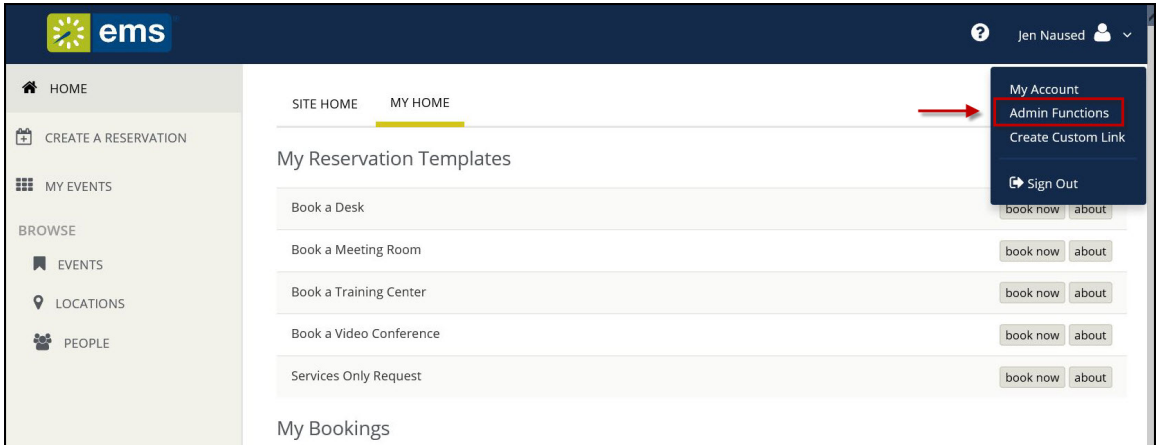 ems
Jen Naused
HOME
CREATE A RESERVATION
MY EVENTS
BROWSE
EVENTS
LOCATIONS
PEOPLE
SITE HOME MY HOME
My Account
Admin Functions
Create Custom Link
Sign Out
My Reservation Templates
Book a Desk book now about
Book a Meeting Room book now about
Book a Training Center book now about
Book a Video Conference book now about
Services Only Request book now about
My Bookings